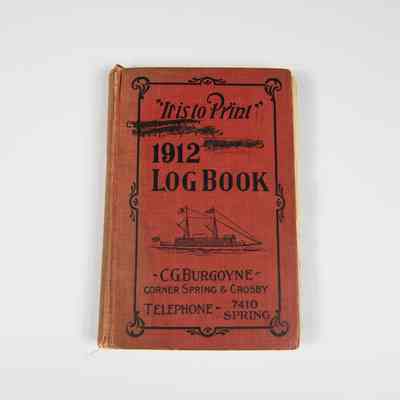 "It is to Print"
1912
LOG BOOK
- C.G. BURGOYNE -
CORNER SPRING & CROSBY
TELEPHONE - 7410
SPRING